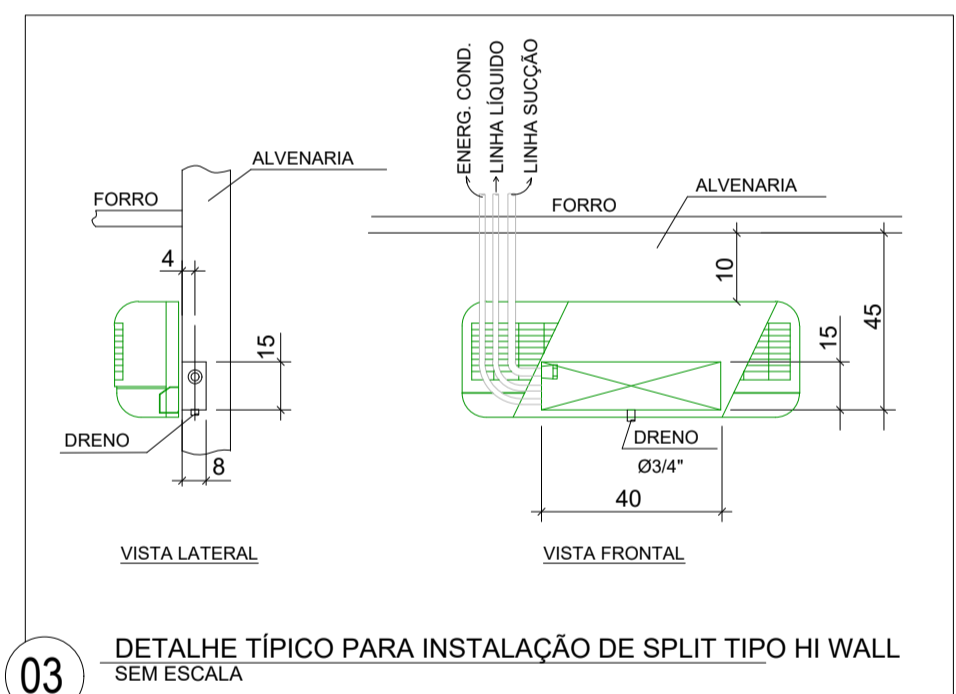 ENERG. COND.
LINHA LÍQUIDO
LINHA SUCÇÃO
ALVENARIA
FORRO
4
15
DRENO
8
VISTA LATERAL
ALVENARIA
FORRO
10
45
15
DRENO
Ø3/4"
40
VISTA FRONTAL
03
DETALHE TÍPICO PARA INSTALAÇÃO DE SPLIT TIPO HI WALL
SEM ESCALA